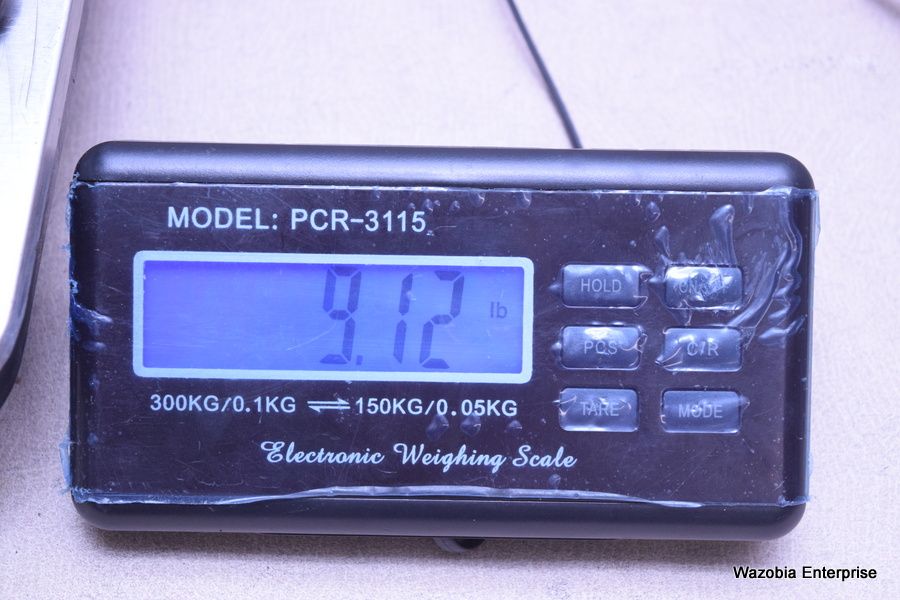 MODEL: PCR-3115
9.12 lb
HOLD
PCS C/R
TARE MODE
300KG/0.1KG ⇌ 150KG/0.05KG
Electronic Weighing Scale
Wazobia Enterprise